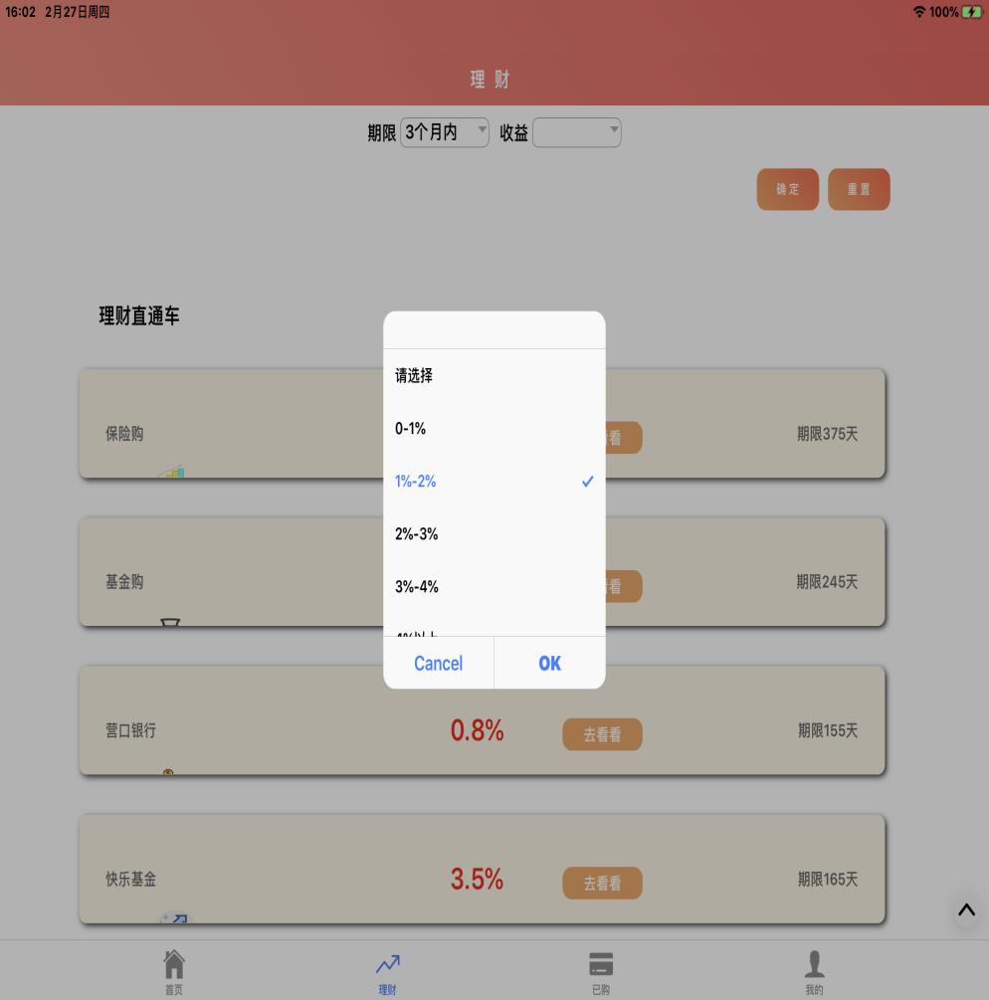 16:02 2月27日周四 100%
理 财
期限 3个月内 收益
确 定 重 置
理财直通车
请选择
0-1%
保险购 看 期限375天
1%-2%
2%-3%
基金购 看 期限245天
3%-4%
Cancel OK
营口银行 0.8% 去看看 期限155天
快乐基金 3.5% 去看看 期限165天
首页 理财 已购 我的